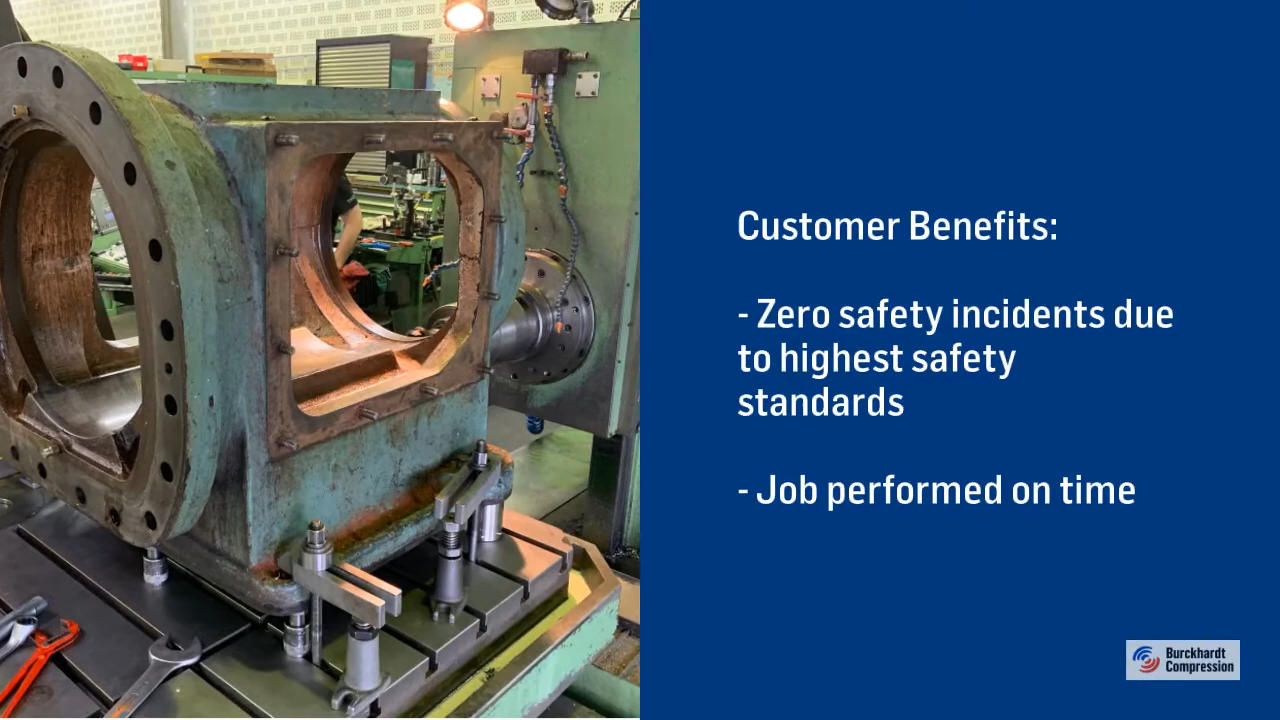 Customer Benefits:
- Zero safety incidents due
to highest safety
standards
- Job performed on time
Burckhardt
Compression